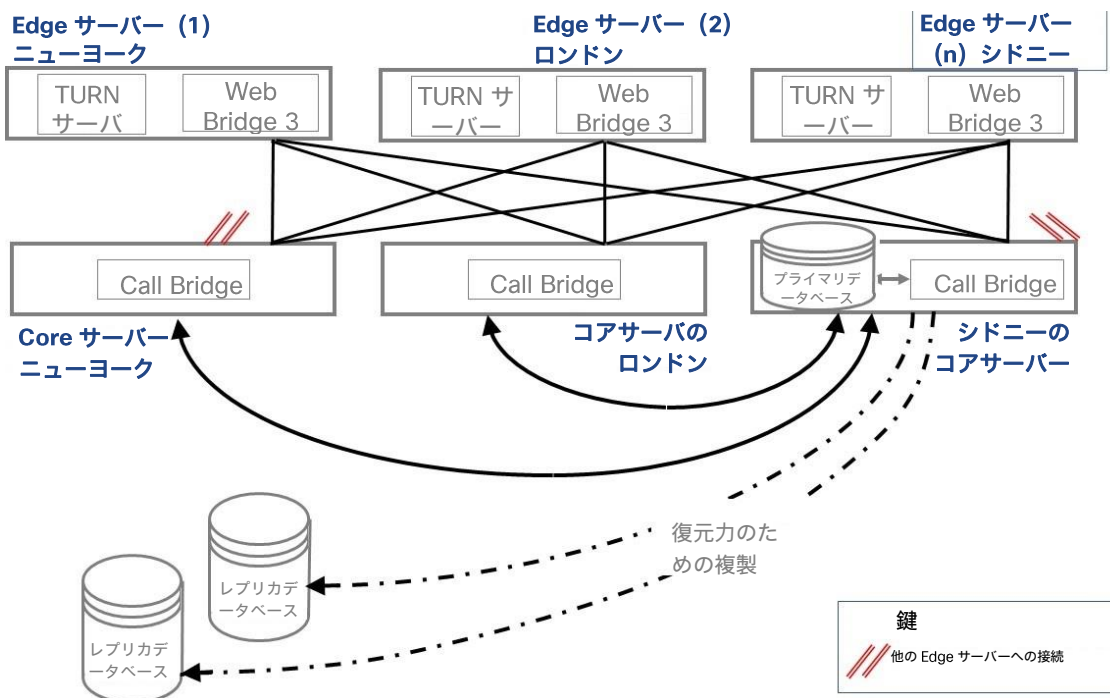 Edge サーバー（1）
ニューヨーク
Edge サーバー（2）
ロンドン
Edge サーバー
（n）シドニー
TURN
サーバ
Web
Bridge 3
TURN サ
ーバー
Web
Bridge 3
TURN サ
ーバー
Web
Bridge 3
Call Bridge
Call Bridge
プライマリデ
ータベース
Call Bridge
Core サーバー
ニューヨーク
コアサーバの
ロンドン
シドニーの
コアサーバー
復元力のた
めの複製
レプリカデ
ータベース
レプリカデ
ータベース
鍵
他の Edge サーバーへの接続